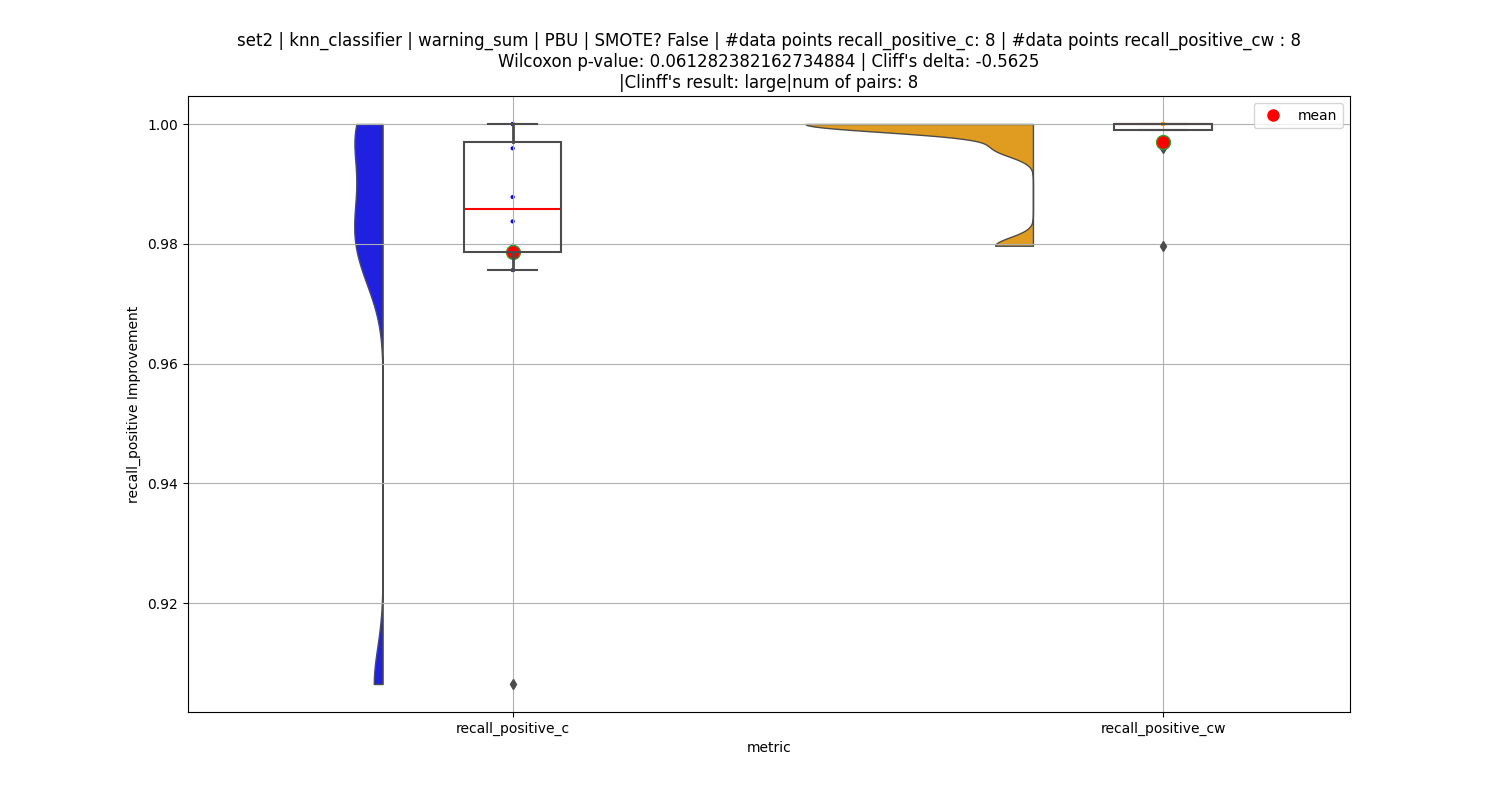 set2 | knn_classifier | warning_sum | PBU | SMOTE? False | #data points recall_positive_c: 8 | #data points recall_positive_cw : 8
Wilcoxon p-value: 0.061282382162734884 | Cliff's delta: -0.5625
|Clinff's result: large|num of pairs: 8
mean
1.00
0.98
0.96
0.94
0.92
recall_positive Improvement
recall_positive_c
recall_positive_cw
metric